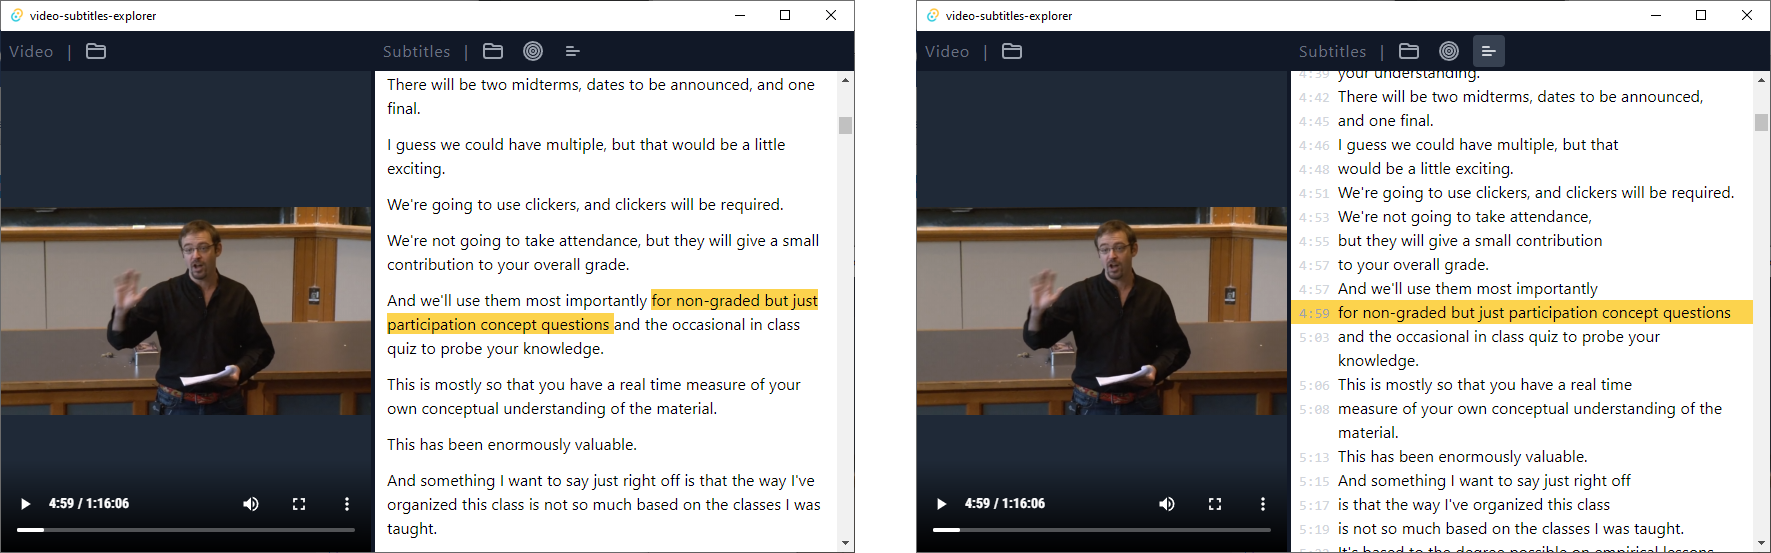 video-subtitles-explorer
Video |
Subtitles |
There will be two midterms, dates to be announced, and one
final.
I guess we could have multiple, but that would be a little
exciting.
We're going to use clickers, and clickers will be required.
We're not going to take attendance, but they will give a small
contribution to your overall grade.
And we'll use them most importantly for non-graded but just
participation concept questions and the occasional in class
quiz to probe your knowledge.
This is mostly so that you have a real time measure of your
own conceptual understanding of the material.
This has been enormously valuable.
And something I want to say just right off is that the way I've
organized this class is not so much based on the classes I was
taught.
4:59 / 1:16:06
video-subtitles-explorer
Video |
Subtitles |
4:39 your understanding.
4:42 There will be two midterms, dates to be announced,
4:45 and one final.
4:46 I guess we could have multiple, but that
4:48 would be a little exciting.
4:51 We're going to use clickers, and clickers will be required.
4:53 We're not going to take attendance,
4:55 but they will give a small contribution
4:57 to your overall grade.
4:57 And we'll use them most importantly
4:59 for non-graded but just participation concept questions
5:03 and the occasional in class quiz to probe your
knowledge.
5:06 This is mostly so that you have a real time
5:08 measure of your own conceptual understanding of the
material.
5:13 This has been enormously valuable.
5:15 And something I want to say just right off
5:17 is that the way I've organized this class
5:19 is not so much based on the classes I was taught.
It's based to the degree possible on empirical lessons
4:59 / 1:16:06